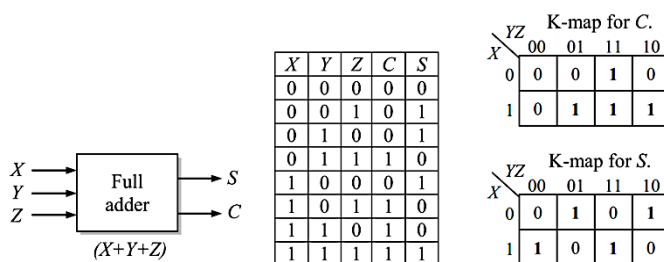 X
Y
Z
Full
adder
S
C
(X+Y+Z)
X Y Z C S
0 0 0 0 0
0 0 1 0 1
0 1 0 0 1
0 1 1 1 0
1 0 0 0 1
1 0 1 1 0
1 1 0 1 0
1 1 1 1 1
K-map for C.
YZ
X
00 01 11 10
0 0 0 1 0
1 0 1 1 1
K-map for S.
YZ
X
00 01 11 10
0 0 1 0 1
1 1 0 1 0